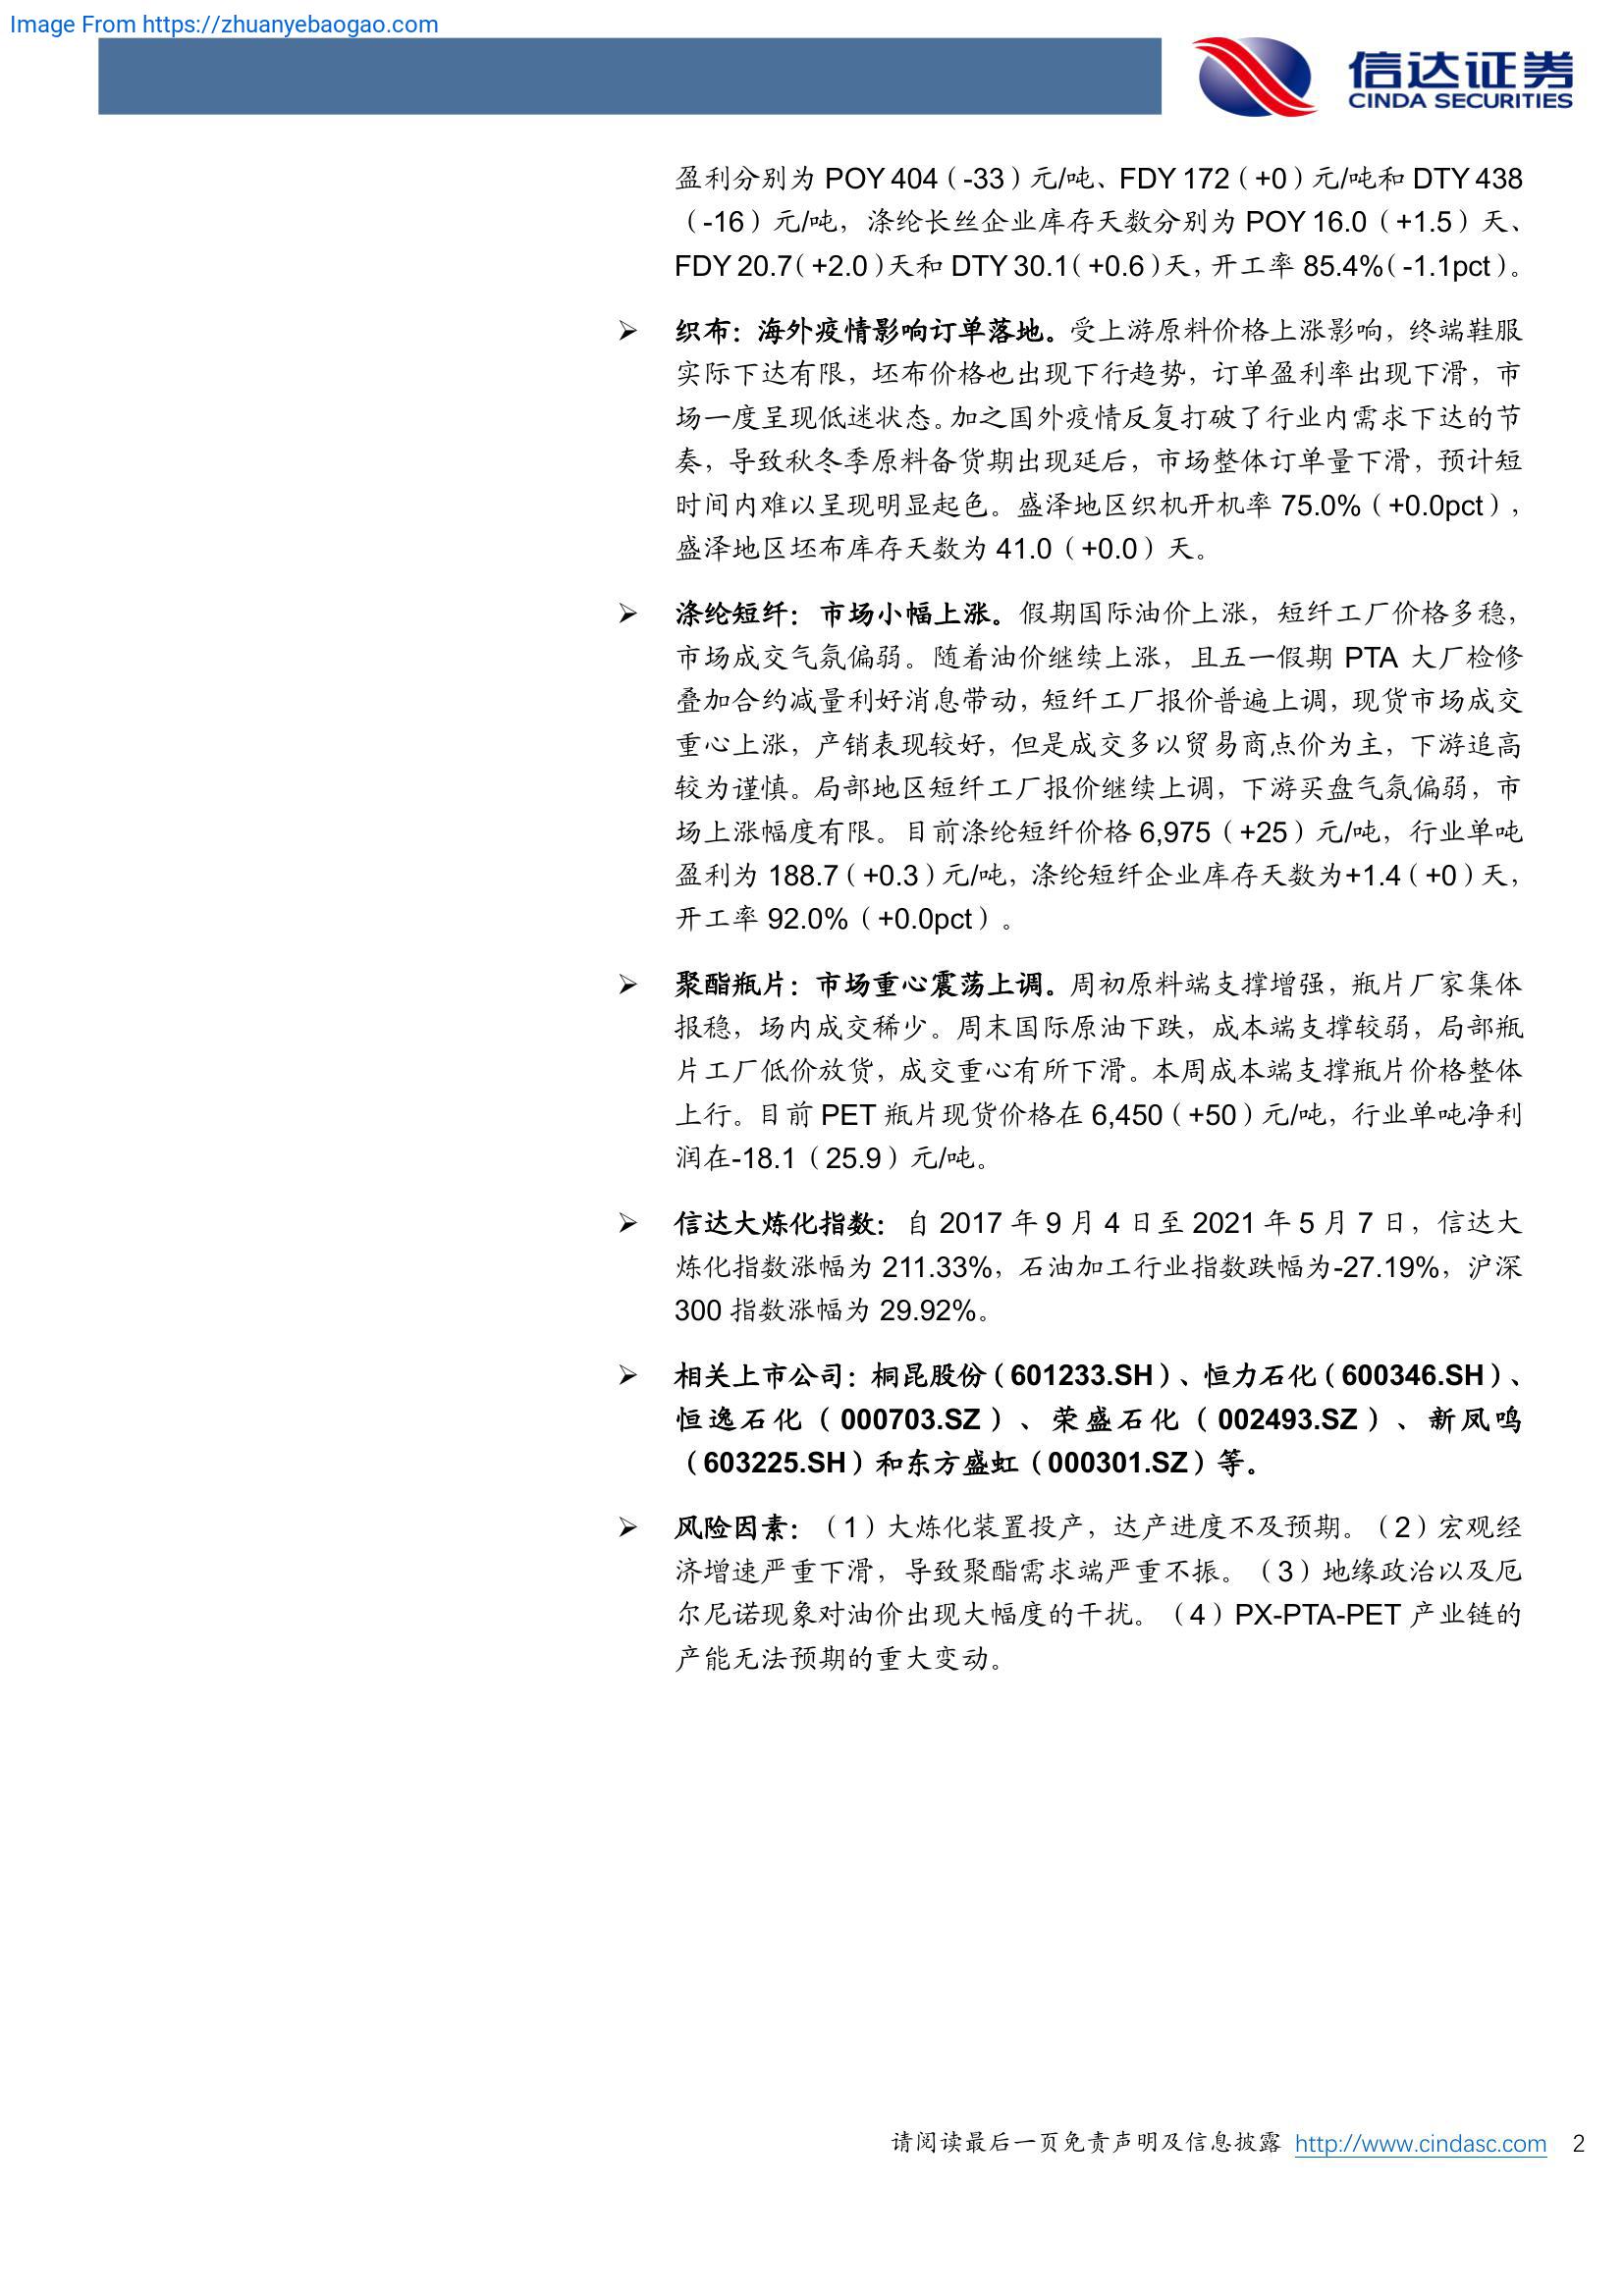 Image From https://zhuanyebaogao.com
信达证券
CINDA SECURITIES
盈利分别为 POY 404（-33）元/吨、FDY 172（+0）元/吨和 DTY 438
（-16）元/吨，涤纶长丝企业库存天数分别为 POY 16.0（+1.5）天、
FDY 20.7（+2.0）天和 DTY 30.1（+0.6）天，开工率 85.4%（-1.1pct）。
➢ 织布：海外疫情影响订单落地。受上游原料价格上涨影响，终端鞋服
实际下达有限，坯布价格也出现下行趋势，订单盈利率出现下滑，市
场一度呈现低迷状态。加之国外疫情反复打破了行业内需求下达的节
奏，导致秋冬季原料备货期出现延后，市场整体订单量下滑，预计短
时间内难以呈现明显起色。盛泽地区织机开机率 75.0%（+0.0pct），
盛泽地区坯布库存天数为 41.0（+0.0）天。
➢ 涤纶短纤：市场小幅上涨。假期国际油价上涨，短纤工厂价格多稳，
市场成交气氛偏弱。随着油价继续上涨，且五一假期 PTA 大厂检修
叠加合约减量利好消息带动，短纤工厂报价普遍上调，现货市场成交
重心上涨，产销表现较好，但是成交多以贸易商点价为主，下游追高
较为谨慎。局部地区短纤工厂报价继续上调，下游买盘气氛偏弱，市
场上涨幅度有限。目前涤纶短纤价格 6,975（+25）元/吨，行业单吨
盈利为 188.7（+0.3）元/吨，涤纶短纤企业库存天数为+1.4（+0）天，
开工率 92.0%（+0.0pct）。
➢ 聚酯瓶片：市场重心震荡上调。周初原料端支撑增强，瓶片厂家集体
报稳，场内成交稀少。周末国际原油下跌，成本端支撑较弱，局部瓶
片工厂低价放货，成交重心有所下滑。本周成本端支撑瓶片价格整体
上行。目前 PET 瓶片现货价格在 6,450（+50）元/吨，行业单吨净利
润在-18.1（25.9）元/吨。
➢ 信达大炼化指数：自 2017 年 9 月 4 日至 2021 年 5 月 7 日，信达大
炼化指数涨幅为 211.33%，石油加工行业指数跌幅为-27.19%，沪深
300 指数涨幅为 29.92%。
➢ 相关上市公司：桐昆股份（601233.SH）、恒力石化（600346.SH）、
恒逸石化（000703.SZ）、荣盛石化（002493.SZ）、新凤鸣
（603225.SH）和东方盛虹（000301.SZ）等。
➢ 风险因素：（1）大炼化装置投产，达产进度不及预期。（2）宏观经
济增速严重下滑，导致聚酯需求端严重不振。（3）地缘政治以及厄
尔尼诺现象对油价出现大幅度的干扰。（4）PX-PTA-PET 产业链的
产能无法预期的重大变动。
请阅读最后一页免责声明及信息披露 http://www.cindasc.com 2